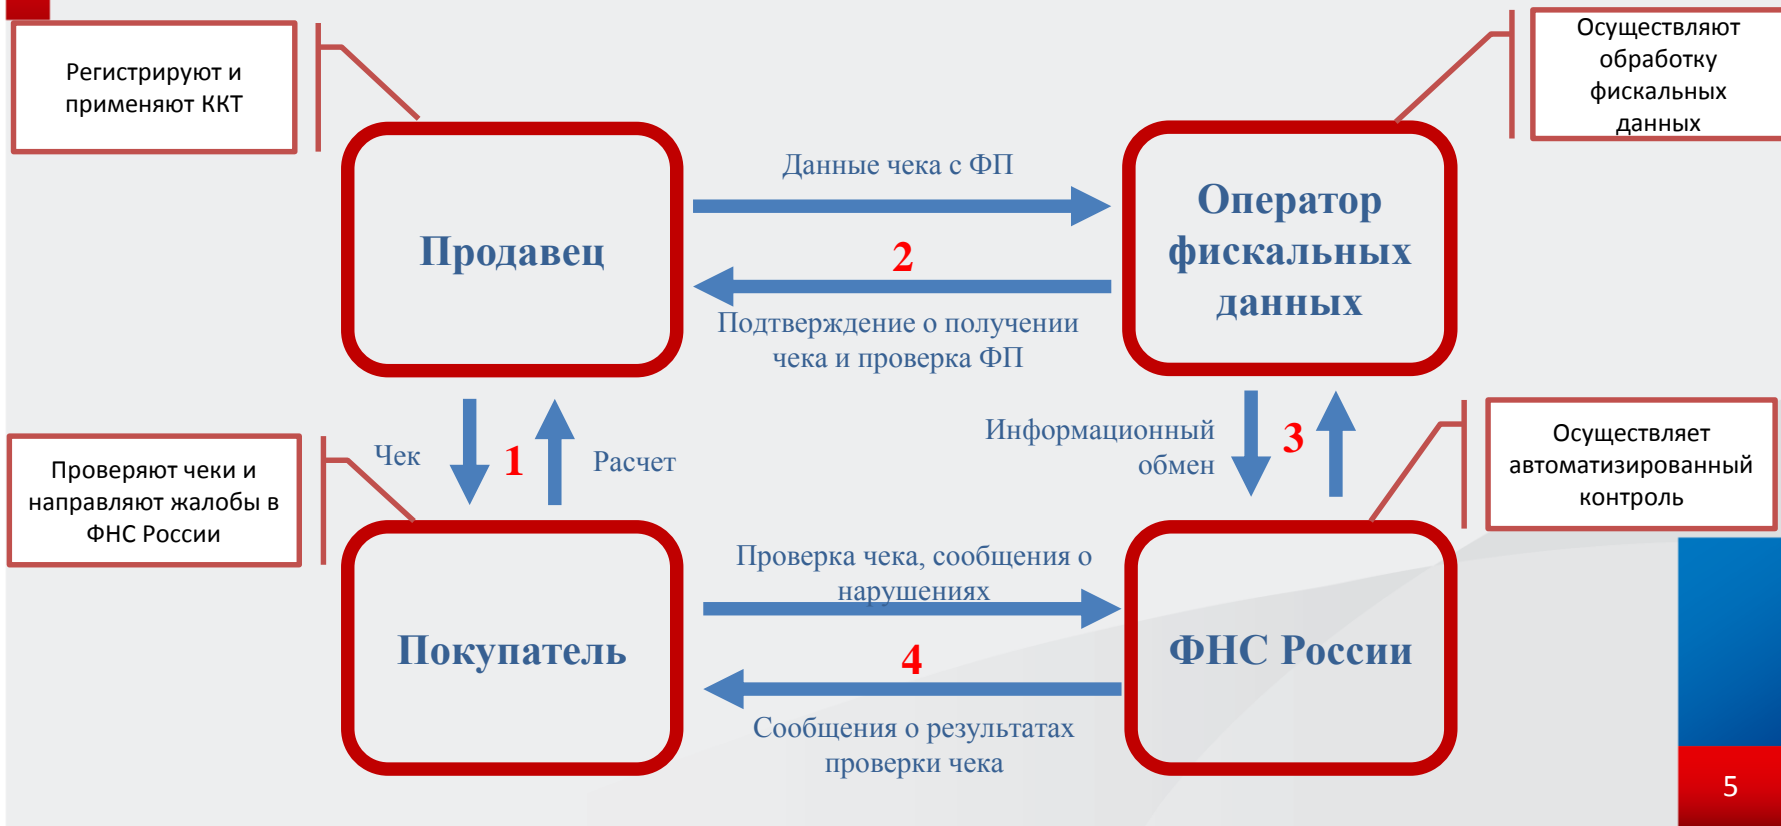 Регистрируют и
применяют ККТ
Осуществляют
обработку
фискальных
данных
Продавец
Данные чека с ФП
2
Подтверждение о получении
чека и проверка ФП
Оператор
фискальных
данных
Чек
1
Расчет
Информационный
обмен
3
Проверяют чеки и
направляют жалобы в
ФНС России
Осуществляет
автоматизированный
контроль
Покупатель
Проверка чека, сообщения о
нарушениях
4
Сообщения о результатах
проверки чека
ФНС России
5